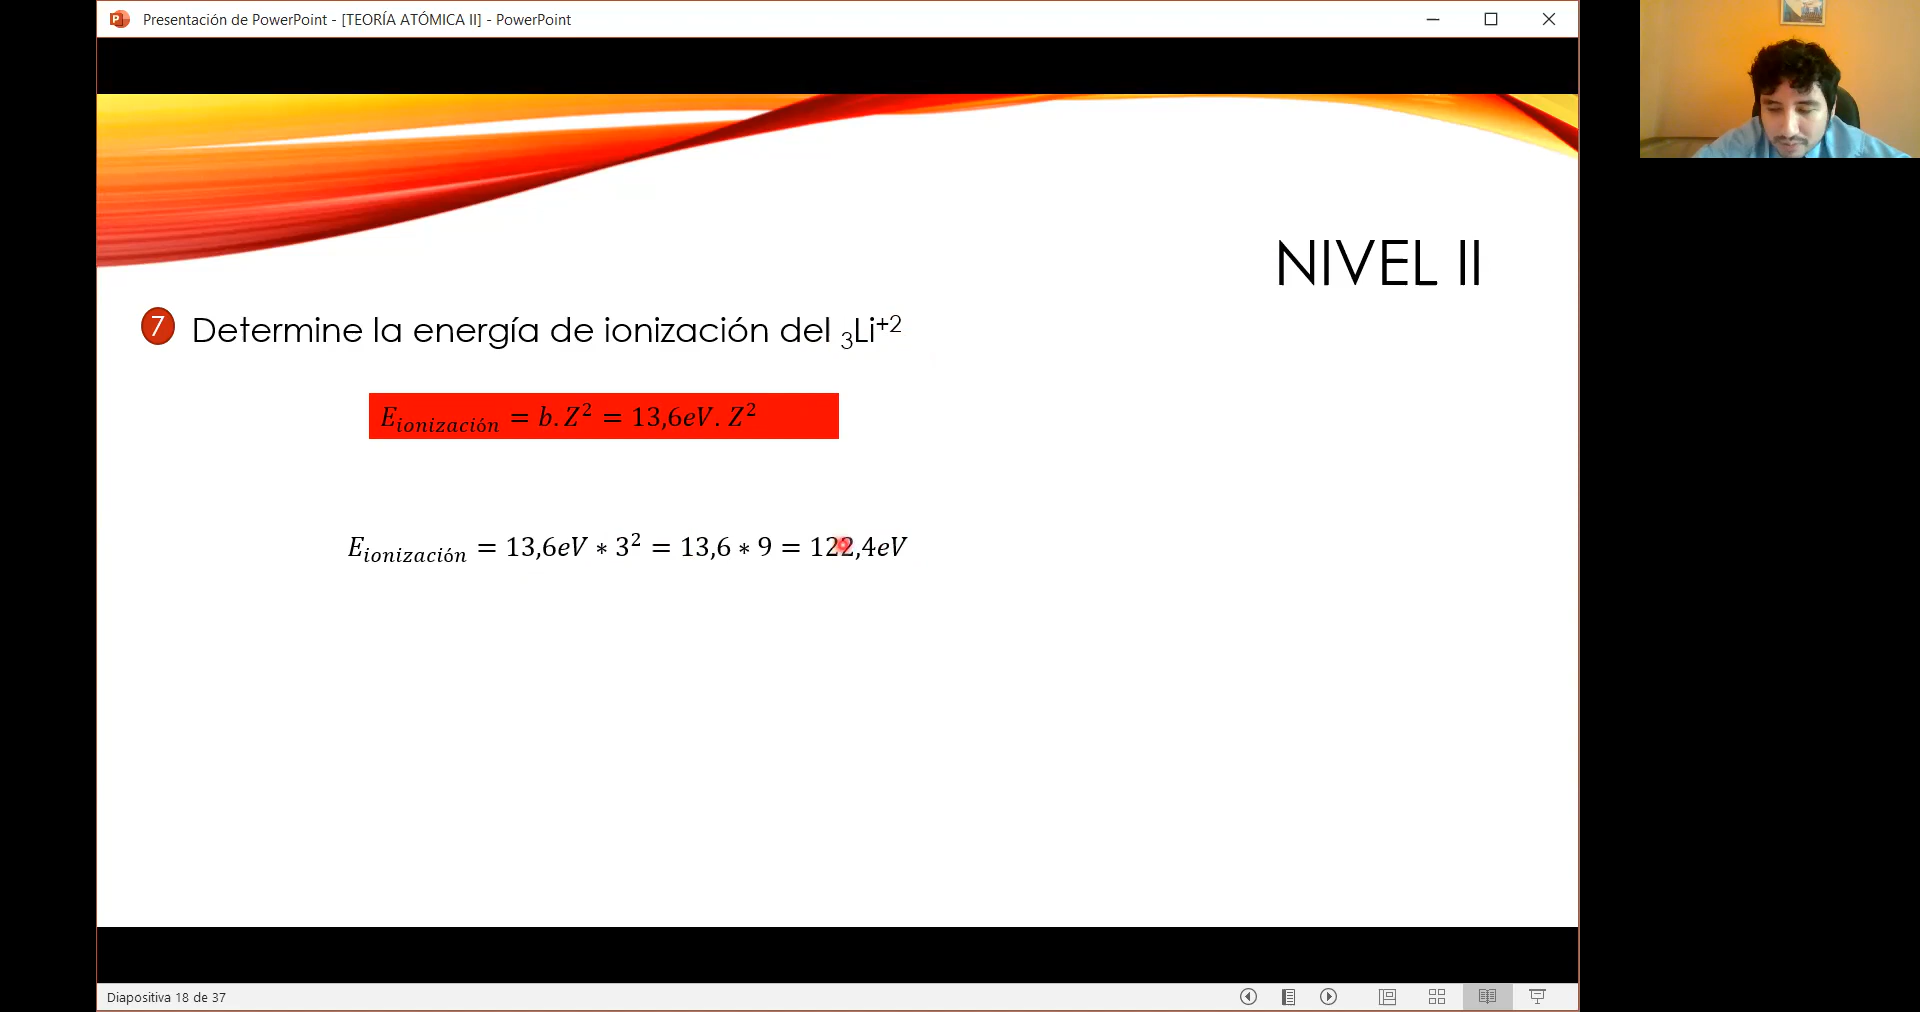 Presentación de PowerPoint - [TEORÍA ATÓMICA II] - PowerPoint
NIVEL II
7 Determine la energía de ionización del ₃Li⁺²
E_ionización = b.Z² = 13,6eV. Z²
E_ionización = 13,6eV ∗ 3² = 13,6 ∗ 9 = 122,4eV
Diapositiva 18 de 37